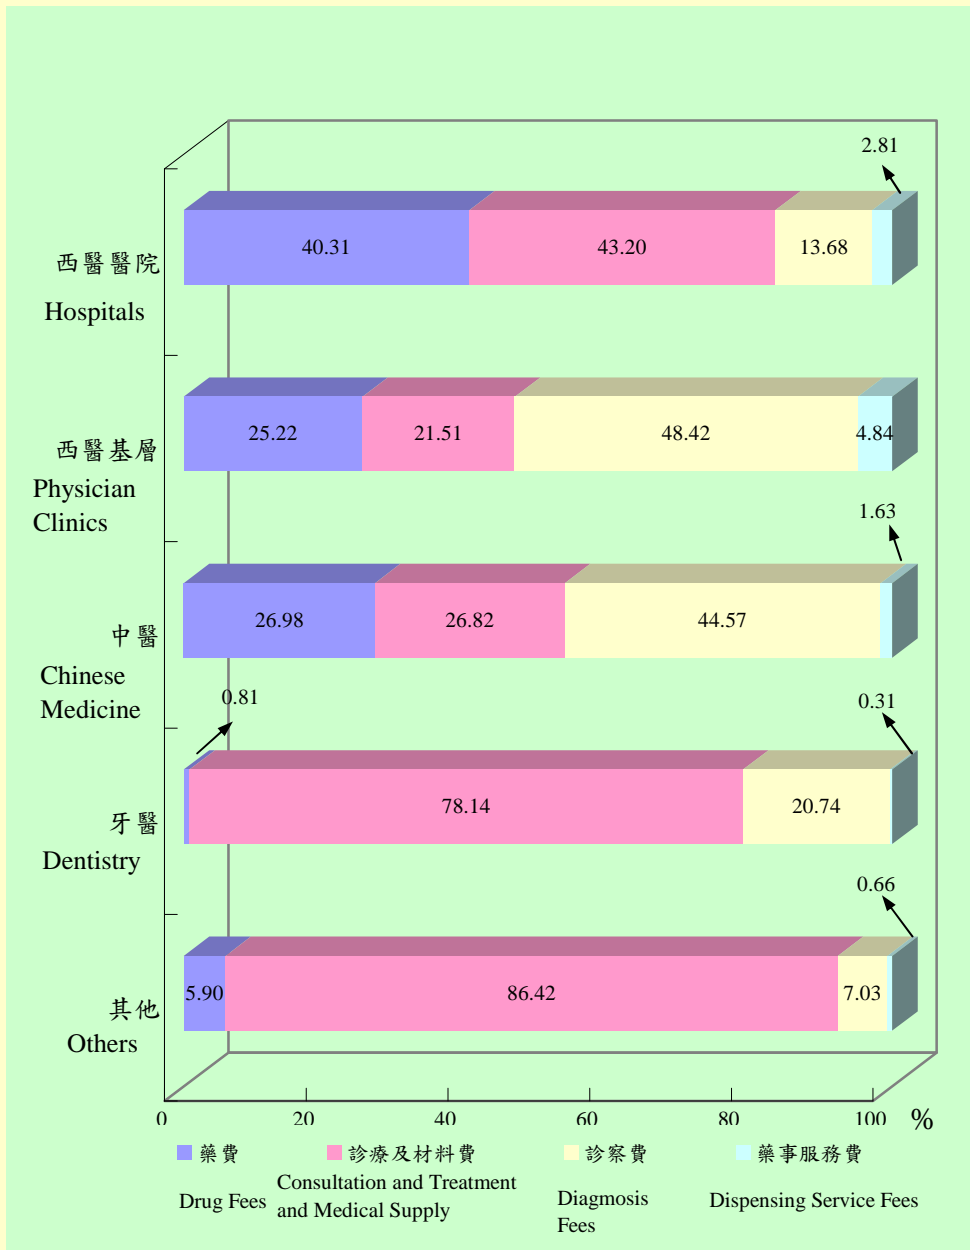 2.81
40.31
43.20
13.68
西醫醫院
Hospitals
25.22
21.51
48.42
4.84
西醫基層
Physician
Clinics
1.63
26.98
26.82
44.57
中醫
Chinese
Medicine
0.81
0.31
78.14
20.74
牙醫
Dentistry
0.66
5.90
86.42
7.03
其他
Others
0 20 40 60 80 100 %
藥費 診療及材料費 診察費 藥事服務費
Drug Fees
Consultation and Treatment
and Medical Supply
Diagnosis
Fees
Dispensing Service Fees